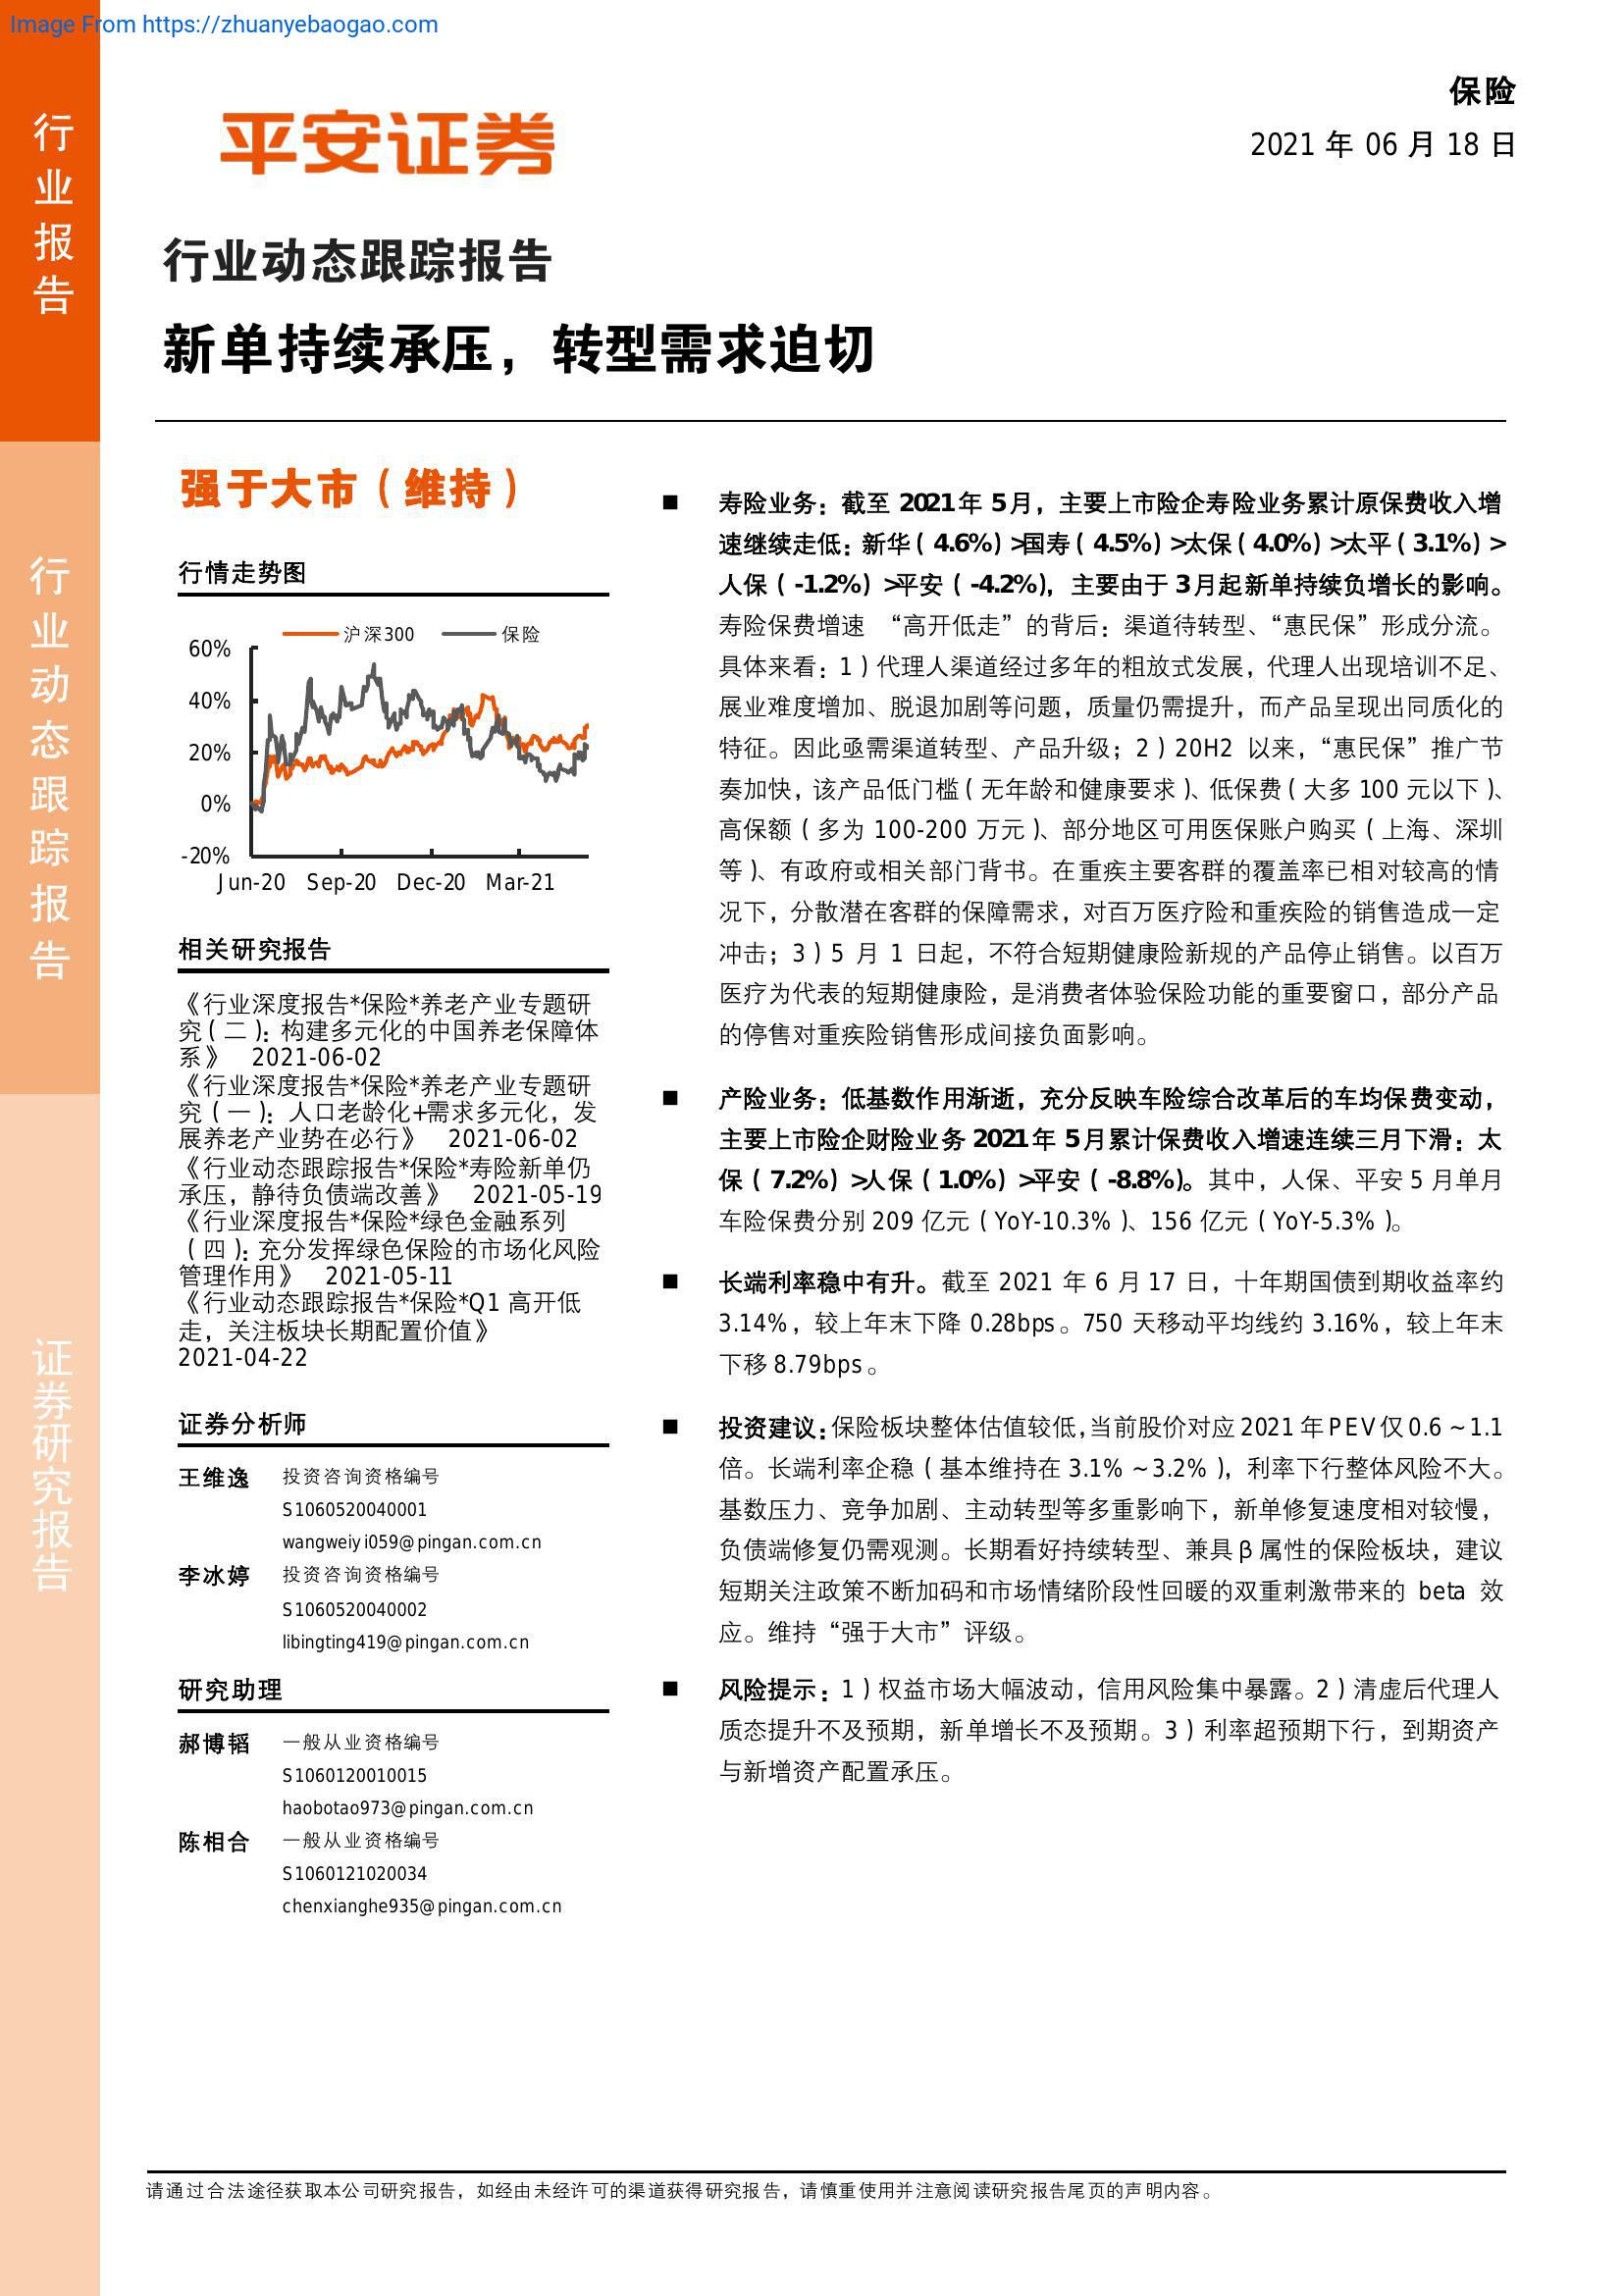 Image From https://zhuanyebaogao.com
行业报告
行业动态跟踪报告
证券研究报告
保险
2021 年 06 月 18 日
平安证券
行业动态跟踪报告
新单持续承压，转型需求迫切
强于大市（维持）
行情走势图
沪深300 保险
60%
40%
20%
0%
-20%
Jun-20 Sep-20 Dec-20 Mar-21
相关研究报告
《行业深度报告*保险*养老产业专题研
究（二）：构建多元化的中国养老保障体
系》 2021-06-02
《行业深度报告*保险*养老产业专题研
究（一）：人口老龄化+需求多元化，发
展养老产业势在必行》 2021-06-02
《行业动态跟踪报告*保险*寿险新单仍
承压，静待负债端改善》 2021-05-19
《行业深度报告*保险*绿色金融系列
（四）：充分发挥绿色保险的市场化风险
管理作用》 2021-05-11
《行业动态跟踪报告*保险*Q1 高开低
走，关注板块长期配置价值》
2021-04-22
证券分析师
王维逸 投资咨询资格编号
S1060520040001
wangweiyi059@pingan.com.cn
李冰婷 投资咨询资格编号
S1060520040002
libingting419@pingan.com.cn
研究助理
郝博韬 一般从业资格编号
S1060120010015
haobotao973@pingan.com.cn
陈相合 一般从业资格编号
S1060121020034
chenxianghe935@pingan.com.cn
■ 寿险业务：截至 2021年 5月，主要上市险企寿险业务累计原保费收入增
速继续走低：新华（4.6%）>国寿（4.5%）>太保（4.0%）>太平（3.1%）>
人保（-1.2%）>平安（-4.2%），主要由于 3月起新单持续负增长的影响。
寿险保费增速 “高开低走”的背后：渠道待转型、“惠民保”形成分流。
具体来看：1）代理人渠道经过多年的粗放式发展，代理人出现培训不足、
展业难度增加、脱退加剧等问题，质量仍需提升，而产品呈现出同质化的
特征。因此亟需渠道转型、产品升级；2）20H2 以来，“惠民保”推广节
奏加快，该产品低门槛（无年龄和健康要求）、低保费（大多 100 元以下）、
高保额（多为 100-200 万元）、部分地区可用医保账户购买（上海、深圳
等）、有政府或相关部门背书。在重疾主要客群的覆盖率已相对较高的情
况下，分散潜在客群的保障需求，对百万医疗险和重疾险的销售造成一定
冲击；3）5 月 1 日起，不符合短期健康险新规的产品停止销售。以百万
医疗为代表的短期健康险，是消费者体验保险功能的重要窗口，部分产品
的停售对重疾险销售形成间接负面影响。
■ 产险业务：低基数作用渐逝，充分反映车险综合改革后的车均保费变动，
主要上市险企财险业务 2021年 5月累计保费收入增速连续三月下滑：太
保（7.2%）>人保（1.0%）>平安（-8.8%）。其中，人保、平安 5 月单月
车险保费分别 209 亿元（YoY-10.3%）、156 亿元（YoY-5.3%）。
■ 长端利率稳中有升。截至 2021 年 6 月 17 日，十年期国债到期收益率约
3.14%，较上年末下降 0.28bps。750 天移动平均线约 3.16%，较上年末
下移 8.79bps。
■ 投资建议：保险板块整体估值较低，当前股价对应 2021 年PEV仅0.6～1.1
倍。长端利率企稳（基本维持在 3.1%～3.2%），利率下行整体风险不大。
基数压力、竞争加剧、主动转型等多重影响下，新单修复速度相对较慢，
负债端修复仍需观测。长期看好持续转型、兼具β属性的保险板块，建议
短期关注政策不断加码和市场情绪阶段性回暖的双重刺激带来的 beta 效
应。维持“强于大市”评级。
■ 风险提示：1）权益市场大幅波动，信用风险集中暴露。2）清虚后代理人
质态提升不及预期，新单增长不及预期。3）利率超预期下行，到期资产
与新增资产配置承压。
请通过合法途径获取本公司研究报告，如经由未经许可的渠道获得研究报告，请慎重使用并注意阅读研究报告尾页的声明内容。